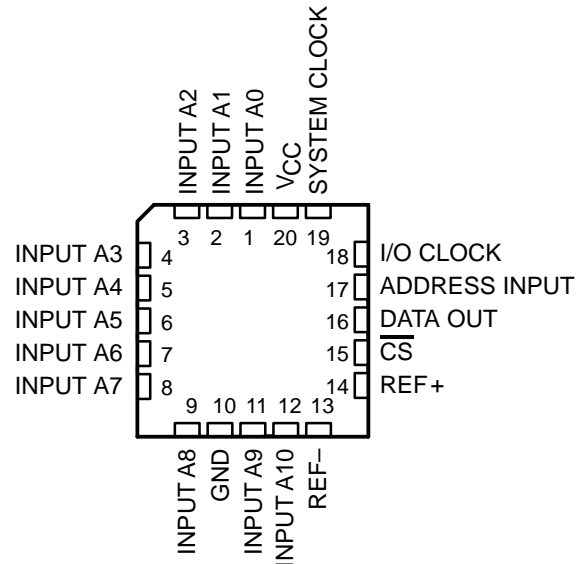 INPUT A2
INPUT A1
INPUT A0
VCC
SYSTEM CLOCK
3 2 1 20 19
INPUT A3 4
INPUT A4 5
INPUT A5 6
INPUT A6 7
INPUT A7 8
18 I/O CLOCK
17 ADDRESS INPUT
16 DATA OUT
15 C̅S̅
14 REF+
9 10 11 12 13
INPUT A8
GND
INPUT A9
INPUT A10
REF–